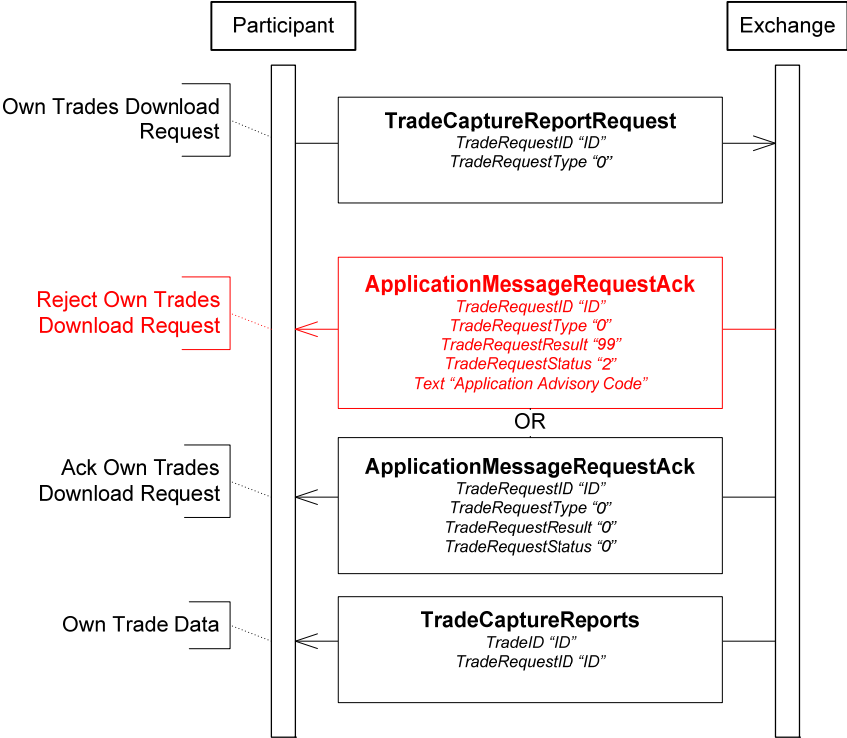 Participant
Exchange
Own Trades Download
Request
TradeCaptureReportRequest
TradeRequestID “ID”
TradeRequestType “0”
Reject Own Trades
Download Request
ApplicationMessageRequestAck
TradeRequestID “ID”
TradeRequestType “0”
TradeRequestResult “99”
TradeRequestStatus “2”
Text “Application Advisory Code”
OR
Ack Own Trades
Download Request
ApplicationMessageRequestAck
TradeRequestID “ID”
TradeRequestType “0”
TradeRequestResult “0”
TradeRequestStatus “0”
Own Trade Data
TradeCaptureReports
TradeID “ID”
TradeRequestID “ID”